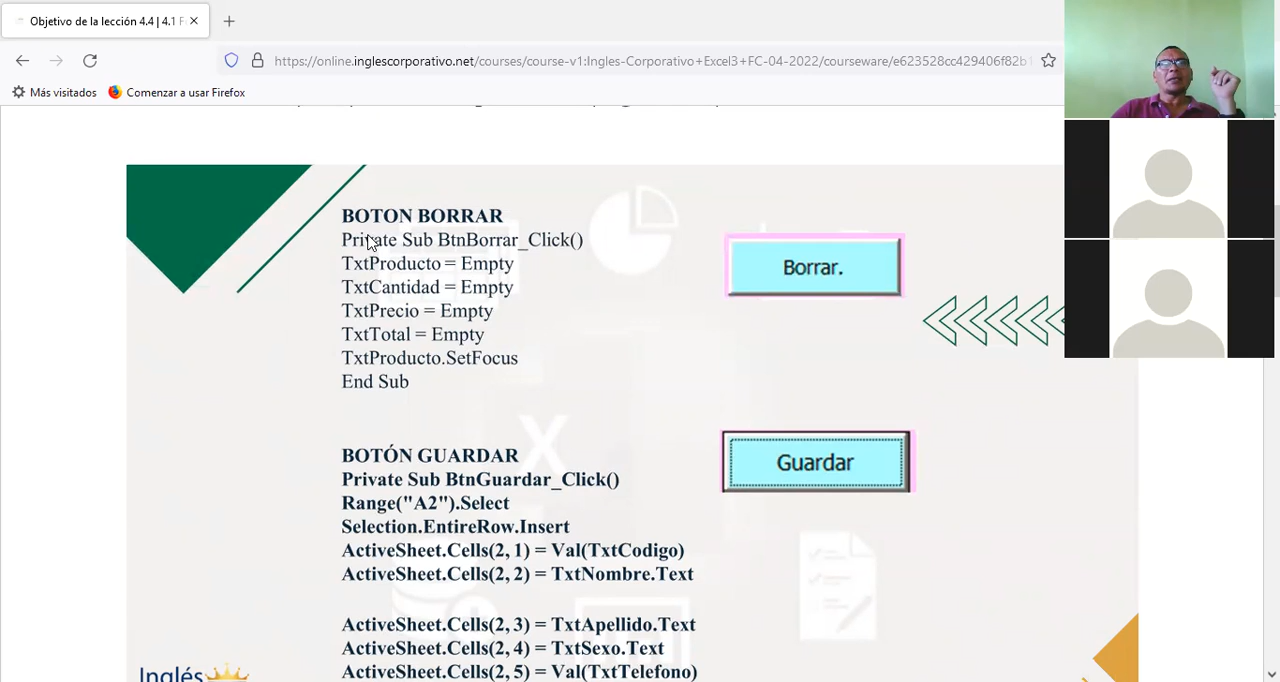 Objetivo de la lección 4.4 | 4.1 F
https://online.inglescorporativo.net/courses/course-v1:Ingles-Corporativo+Excel3+FC-04-2022/courseware/e623528cc429406f82b1
Más visitados
Comenzar a usar Firefox
BOTON BORRAR
Private Sub BtnBorrar_Click()
TxtProducto = Empty
TxtCantidad = Empty
TxtPrecio = Empty
TxtTotal = Empty
TxtProducto.SetFocus
End Sub
Borrar.
BOTÓN GUARDAR
Private Sub BtnGuardar_Click()
Range("A2").Select
Selection.EntireRow.Insert
ActiveSheet.Cells(2, 1) = Val(TxtCodigo)
ActiveSheet.Cells(2, 2) = TxtNombre.Text
Guardar
ActiveSheet.Cells(2, 3) = TxtApellido.Text
ActiveSheet.Cells(2, 4) = TxtSexo.Text
ActiveSheet.Cells(2, 5) = Val(TxtTelefono)
Inglés